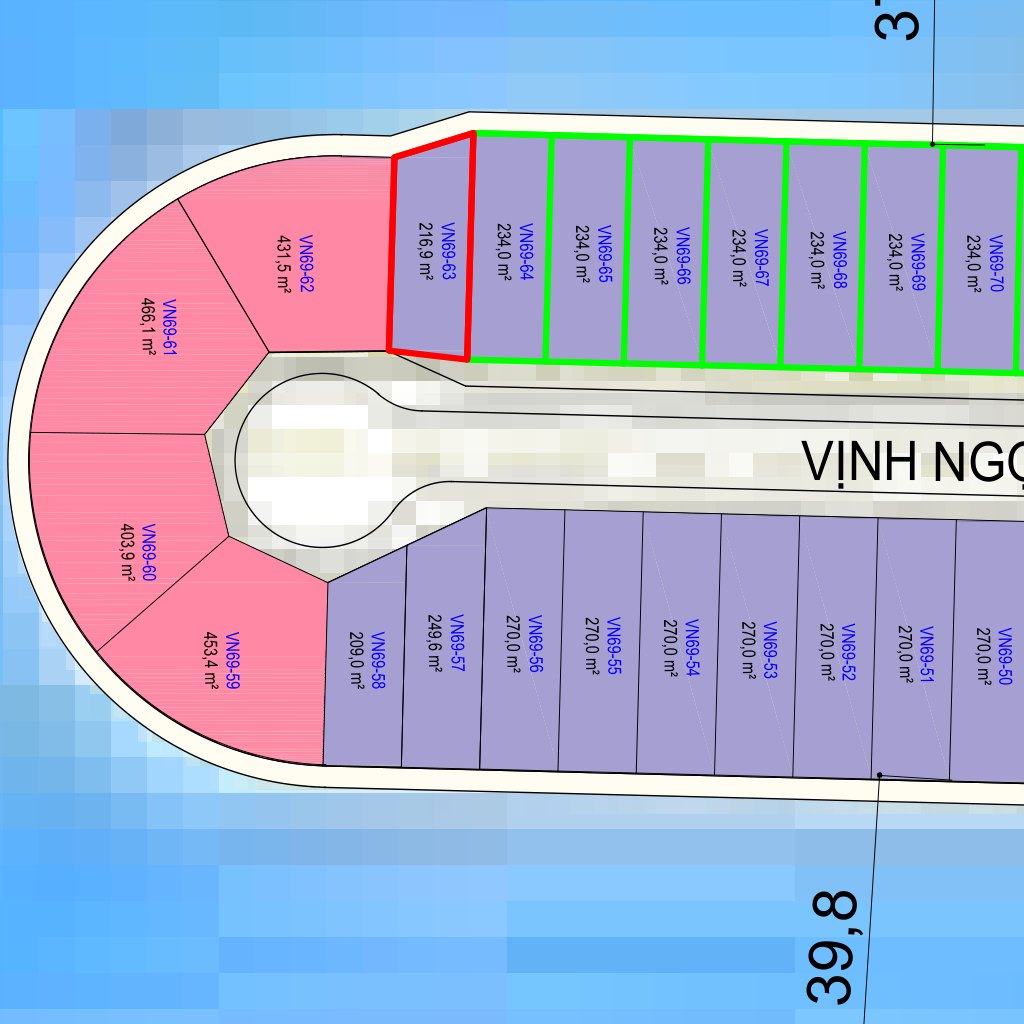 VN69-62
431,5 m²
VN69-63
216,9 m²
VN69-64
234,0 m²
VN69-65
234,0 m²
VN69-66
234,0 m²
VN69-67
234,0 m²
VN69-68
234,0 m²
VN69-69
234,0 m²
VN69-70
234,0 m²
VN69-61
466,1 m²
VỊNH NGỌ
VN69-60
403,9 m²
VN69-59
453,4 m²
VN69-58
209,0 m²
VN69-57
249,6 m²
VN69-56
270,0 m²
VN69-55
270,0 m²
VN69-54
270,0 m²
VN69-53
270,0 m²
VN69-52
270,0 m²
VN69-51
270,0 m²
VN69-50
270,0 m²
39,8